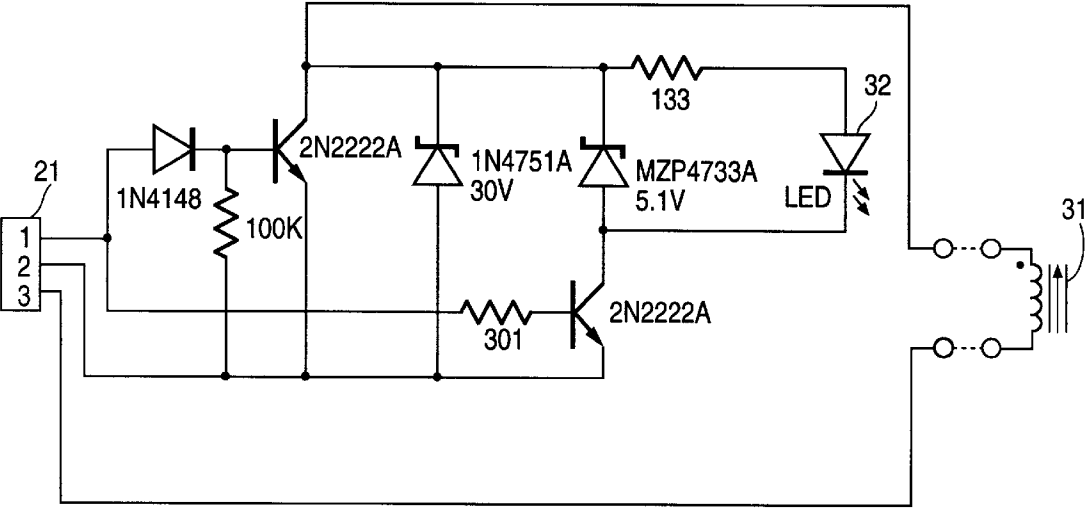 133
32
2N2222A
1N4751A
30V
MZP4733A
5.1V
LED
21
1N4148
100K
31
1
2
3
301
2N2222A